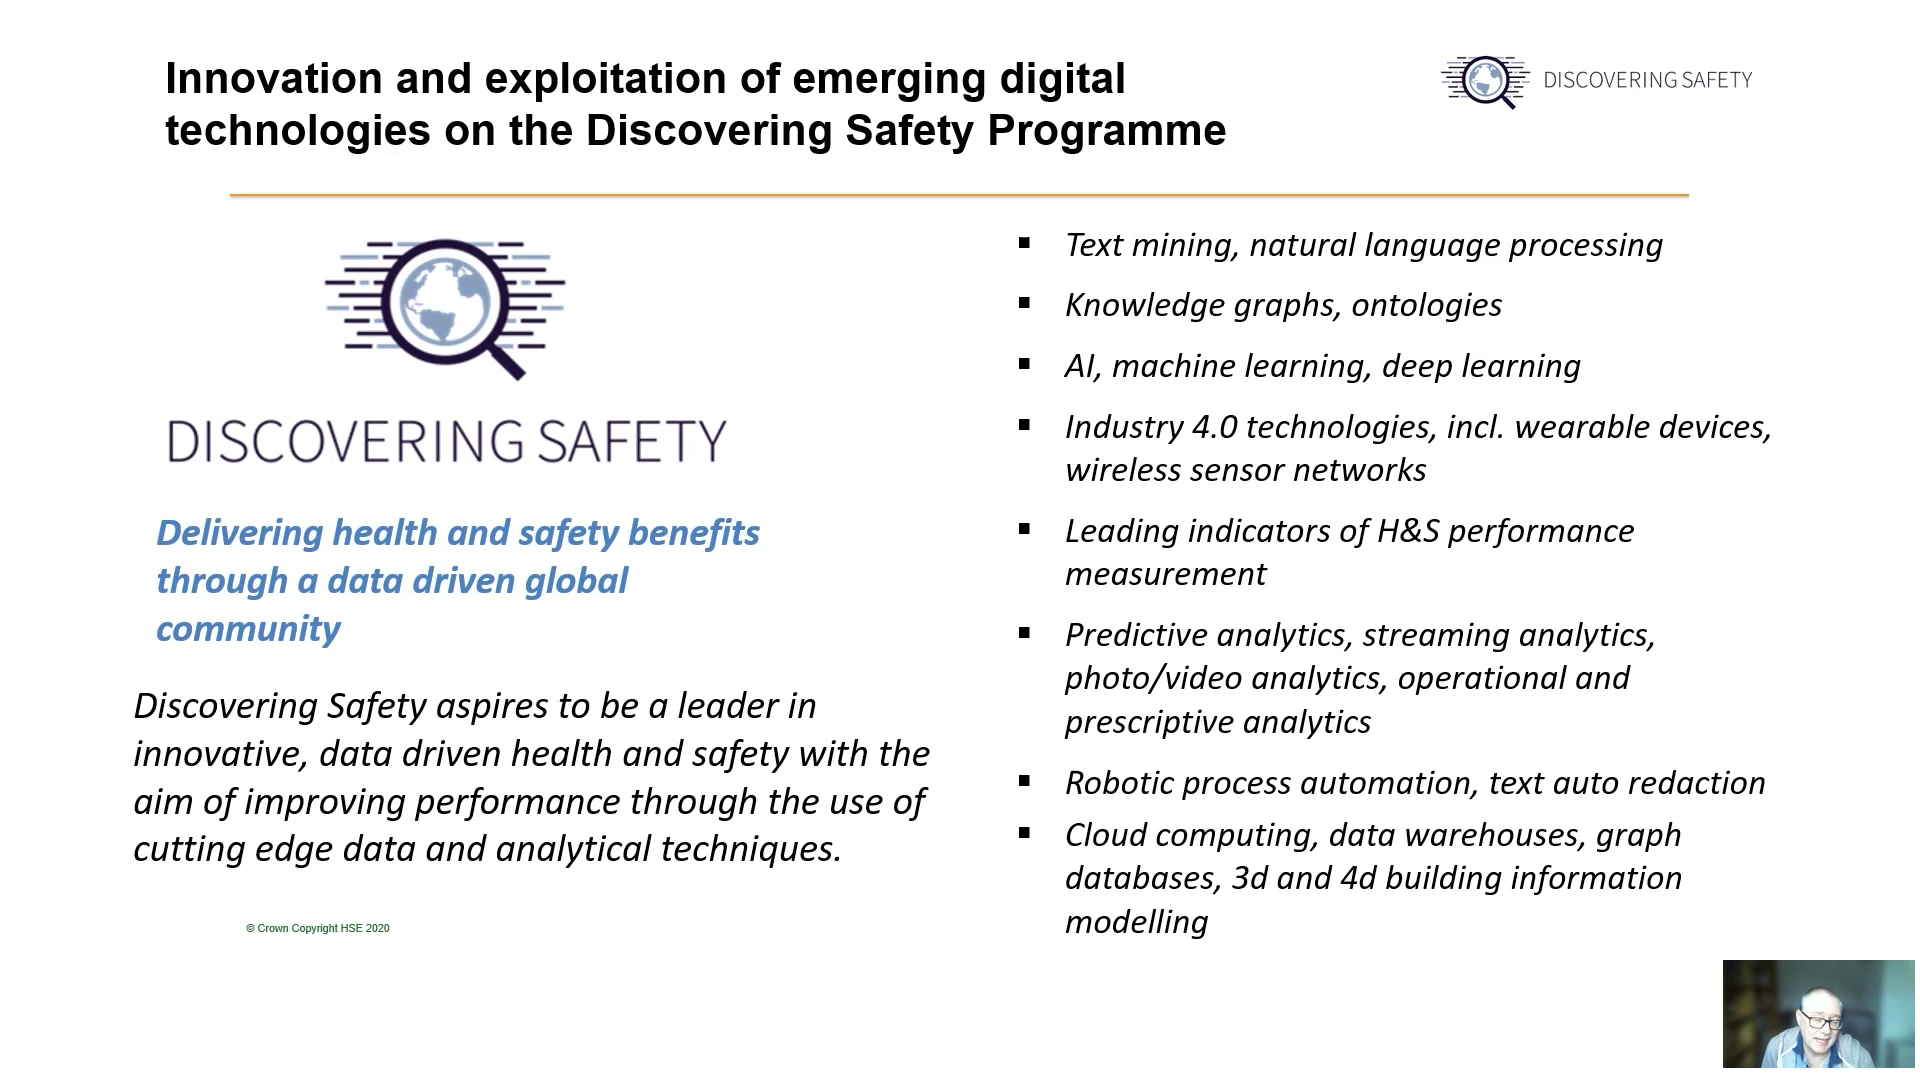 Innovation and exploitation of emerging digital
technologies on the Discovering Safety Programme
DISCOVERING SAFETY
DISCOVERING SAFETY
Delivering health and safety benefits
through a data driven global
community
Discovering Safety aspires to be a leader in
innovative, data driven health and safety with the
aim of improving performance through the use of
cutting edge data and analytical techniques.
© Crown Copyright HSE 2020
▪ Text mining, natural language processing
▪ Knowledge graphs, ontologies
▪ AI, machine learning, deep learning
▪ Industry 4.0 technologies, incl. wearable devices,
wireless sensor networks
▪ Leading indicators of H&S performance
measurement
▪ Predictive analytics, streaming analytics,
photo/video analytics, operational and
prescriptive analytics
▪ Robotic process automation, text auto redaction
▪ Cloud computing, data warehouses, graph
databases, 3d and 4d building information
modelling